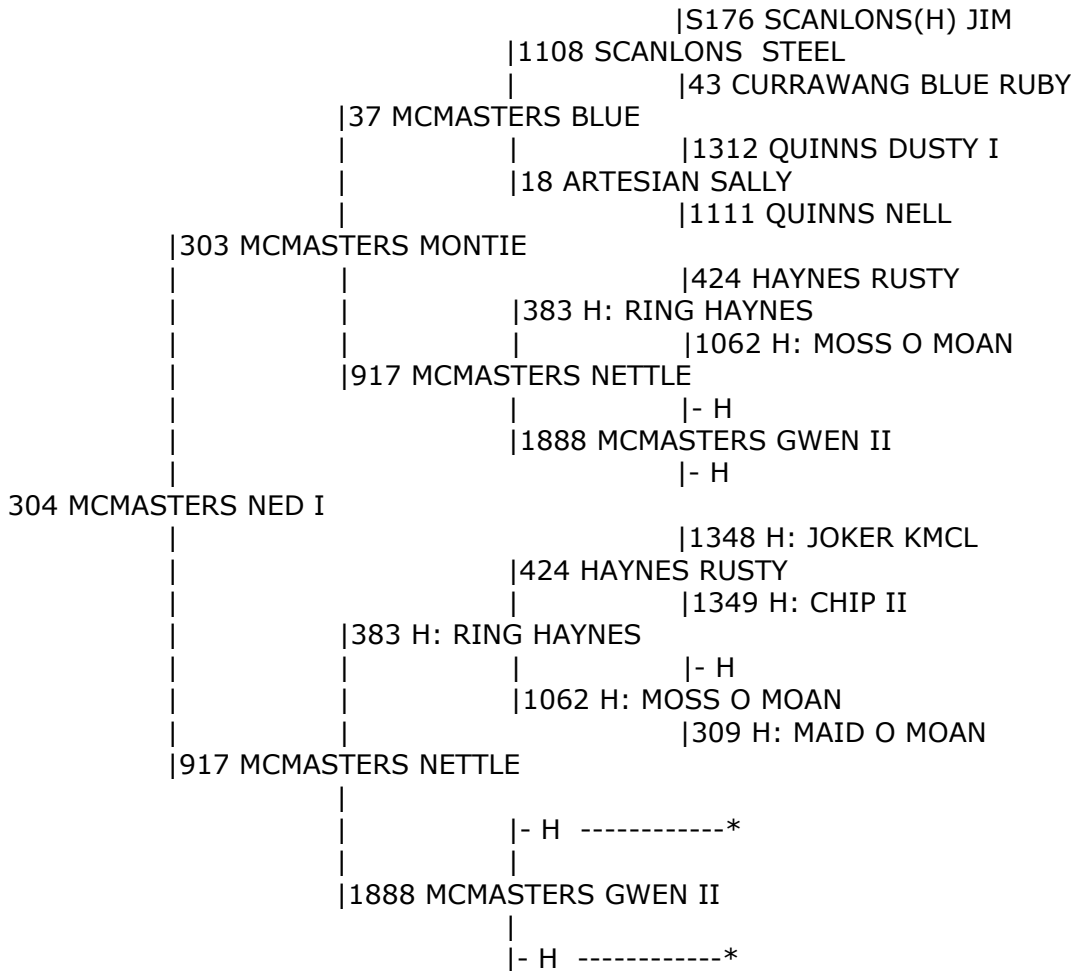 |S176 SCANLONS(H) JIM
|1108 SCANLONS  STEEL
|43 CURRAWANG BLUE RUBY
|37 MCMASTERS BLUE
|1312 QUINNS DUSTY I
|18 ARTESIAN SALLY
|1111 QUINNS NELL
|303 MCMASTERS MONTIE
|424 HAYNES RUSTY
|383 H: RING HAYNES
|1062 H: MOSS O MOAN
|917 MCMASTERS NETTLE
|- H
|1888 MCMASTERS GWEN II
|- H
304 MCMASTERS NED I
|1348 H: JOKER KMCL
|424 HAYNES RUSTY
|1349 H: CHIP II
|383 H: RING HAYNES
|- H
|1062 H: MOSS O MOAN
|309 H: MAID O MOAN
|917 MCMASTERS NETTLE
|- H  ------------*
|1888 MCMASTERS GWEN II
|- H  ------------*